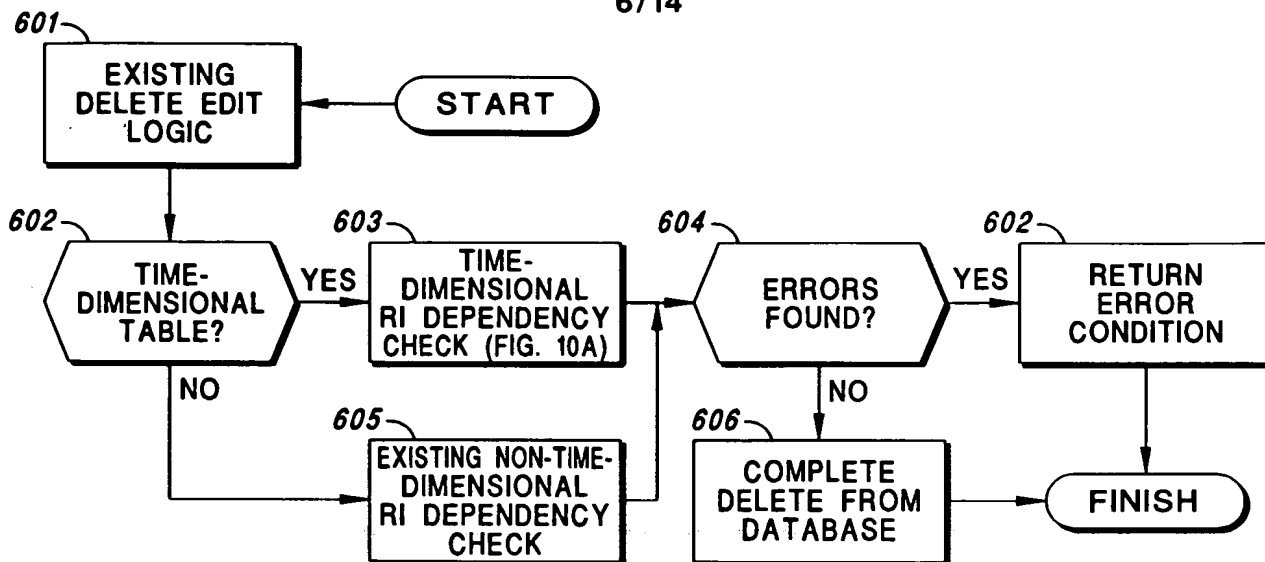 6/14
601
EXISTING
DELETE EDIT
LOGIC
START
602
TIME-
DIMENSIONAL
TABLE?
YES
NO
603
TIME-
DIMENSIONAL
RI DEPENDENCY
CHECK (FIG. 10A)
605
EXISTING NON-TIME-
DIMENSIONAL
RI DEPENDENCY
CHECK
604
ERRORS
FOUND?
YES
NO
602
RETURN
ERROR
CONDITION
606
COMPLETE
DELETE FROM
DATABASE
FINISH